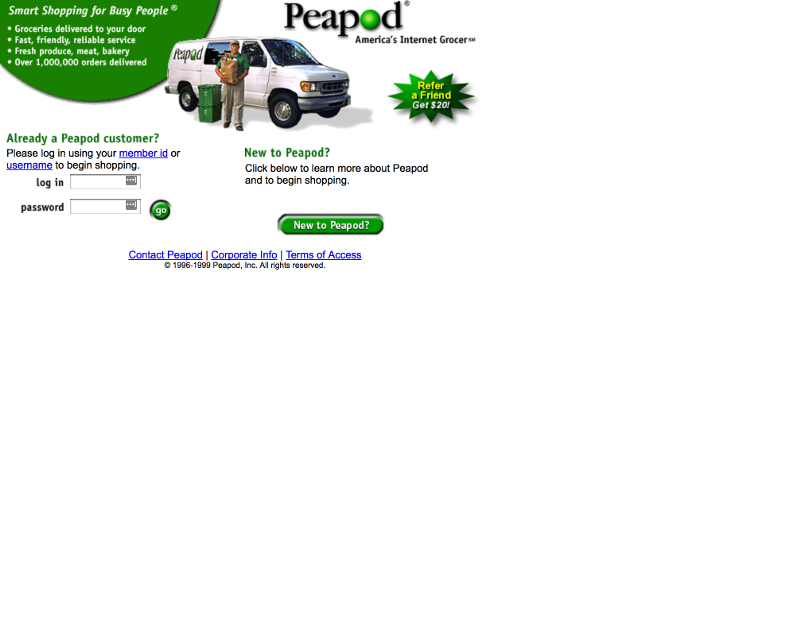 Smart Shopping for Busy People ®
• Groceries delivered to your door
• Fast, friendly, reliable service
• Fresh produce, meat, bakery
• Over 1,000,000 orders delivered
Peapod®
America's Internet Grocer℠
Peapod
Refer
a Friend
Get $20!
Already a Peapod customer?
Please log in using your member id or
username to begin shopping.
log in
password
go
New to Peapod?
Click below to learn more about Peapod
and to begin shopping.
New to Peapod?
Contact Peapod | Corporate Info | Terms of Access
© 1996-1999 Peapod, Inc. All rights reserved.